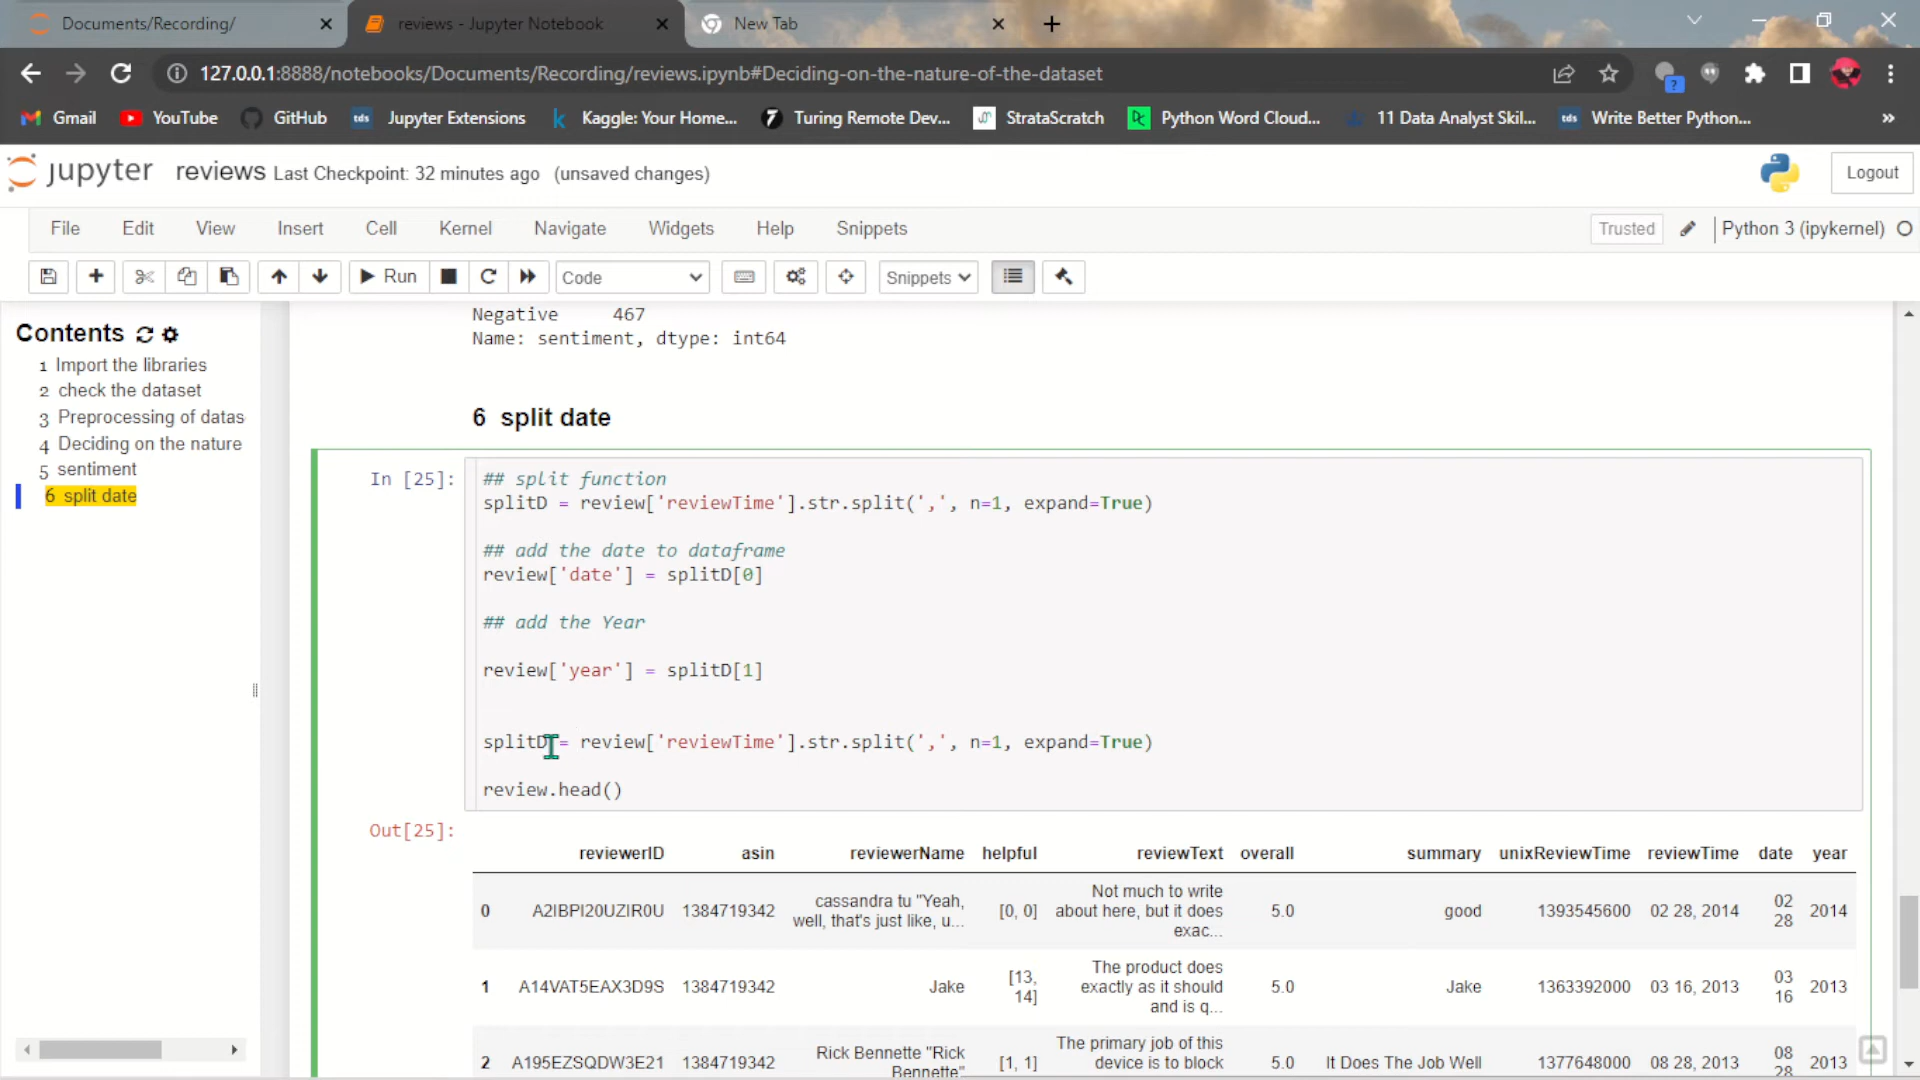 Documents/Recording/
reviews - Jupyter Notebook
New Tab
127.0.0.1:8888/notebooks/Documents/Recording/reviews.ipynb#Deciding-on-the-nature-of-the-dataset
Gmail
YouTube
GitHub
tds Jupyter Extensions
Kaggle: Your Home...
Turing Remote Dev...
StrataScratch
Python Word Cloud...
11 Data Analyst Skil...
tds Write Better Python...
jupyter reviews Last Checkpoint: 32 minutes ago (unsaved changes)
Logout
File Edit View Insert Cell Kernel Navigate Widgets Help Snippets
Trusted
Python 3 (ipykernel)
Run
Code
Snippets
Contents
1 Import the libraries
2 check the dataset
3 Preprocessing of datas
4 Deciding on the nature
5 sentiment
6 split date
Negative 467
Name: sentiment, dtype: int64
6 split date
In [25]:
## split function
splitD = review['reviewTime'].str.split(',', n=1, expand=True)
## add the date to dataframe
review['date'] = splitD[0]
## add the Year
review['year'] = splitD[1]
splitD = review['reviewTime'].str.split(',', n=1, expand=True)
review.head()
Out[25]:
reviewerID asin reviewerName helpful reviewText overall summary unixReviewTime reviewTime date year
0 A2IBPI20UZIR0U 1384719342 cassandra tu "Yeah, well, that's just like, u... [0, 0] Not much to write about here, but it does exac... 5.0 good 1393545600 02 28, 2014 02 28 2014
1 A14VAT5EAX3D9S 1384719342 Jake [13, 14] The product does exactly as it should and is q... 5.0 Jake 1363392000 03 16, 2013 03 16 2013
2 A195EZSQDW3E21 1384719342 Rick Bennette "Rick Bennette" [1, 1] The primary job of this device is to block 5.0 It Does The Job Well 1377648000 08 28, 2013 08 28 2013